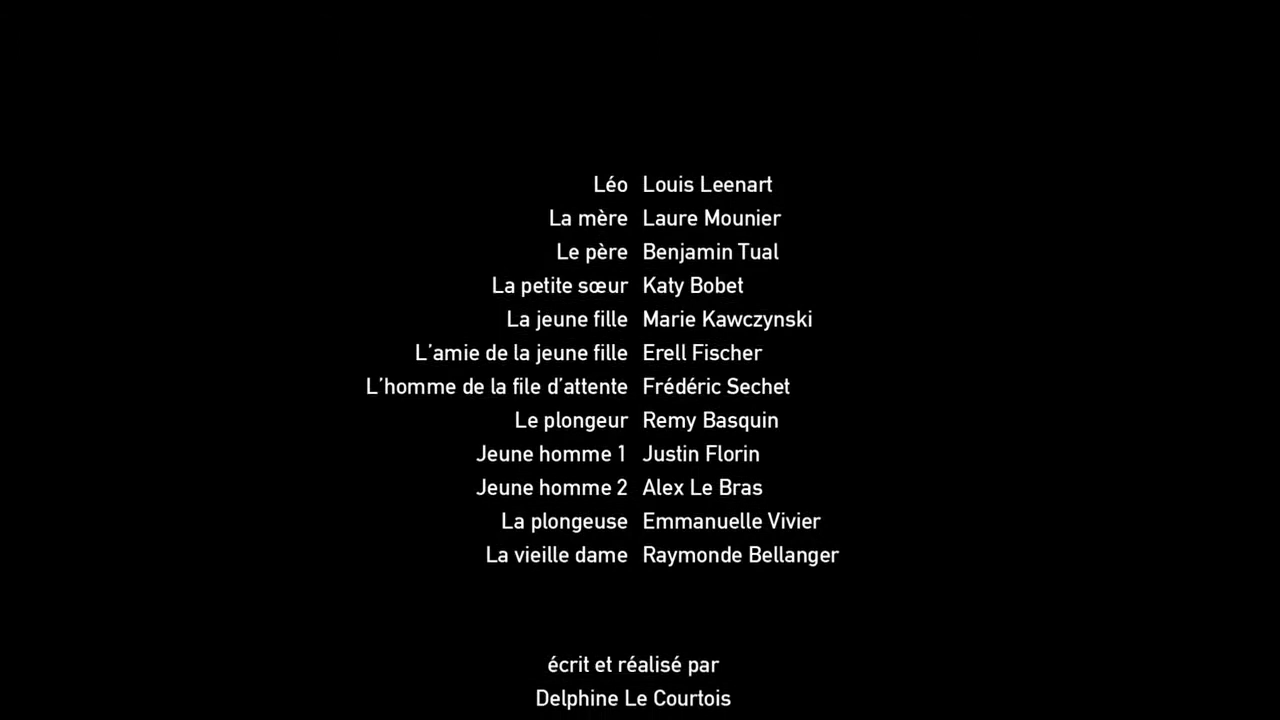 Léo Louis Leenart
La mère Laure Mounier
Le père Benjamin Tual
La petite sœur Katy Bobet
La jeune fille Marie Kawczynski
L’amie de la jeune fille Erell Fischer
L’homme de la file d’attente Frédéric Sechet
Le plongeur Remy Basquin
Jeune homme 1 Justin Florin
Jeune homme 2 Alex Le Bras
La plongeuse Emmanuelle Vivier
La vieille dame Raymonde Bellanger
écrit et réalisé par
Delphine Le Courtois